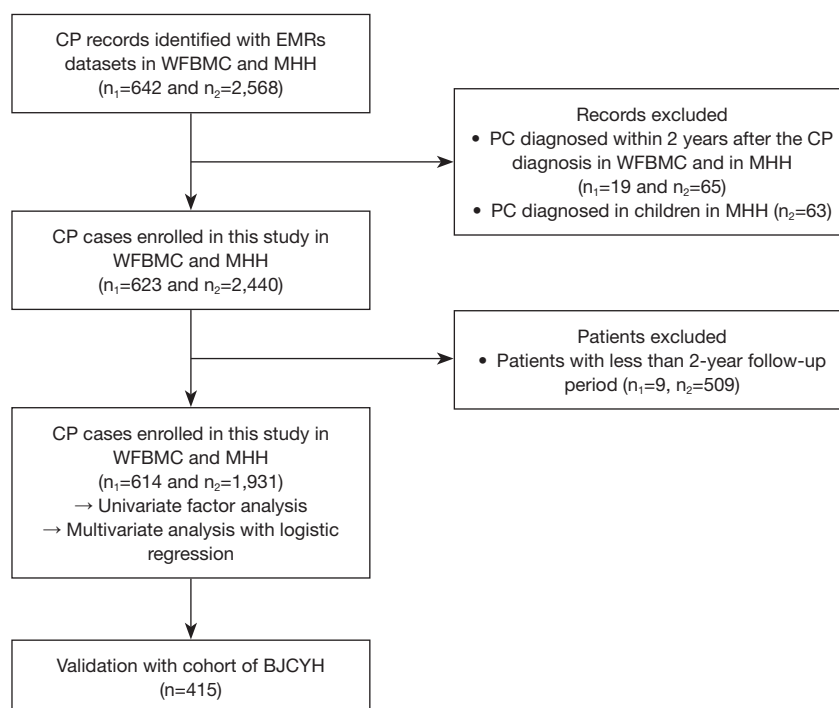 CP records identified with EMRs
datasets in WFBMC and MHH
(n₁=642 and n₂=2,568)
Records excluded
• PC diagnosed within 2 years after the CP
diagnosis in WFBMC and in MHH
(n₁=19 and n₂=65)
• PC diagnosed in children in MHH (n₂=63)
CP cases enrolled in this study in
WFBMC and MHH
(n₁=623 and n₂=2,440)
Patients excluded
• Patients with less than 2-year follow-up
period (n₁=9, n₂=509)
CP cases enrolled in this study in
WFBMC and MHH
(n₁=614 and n₂=1,931)
→ Univariate factor analysis
→ Multivariate analysis with logistic
regression
Validation with cohort of BJCYH
(n=415)